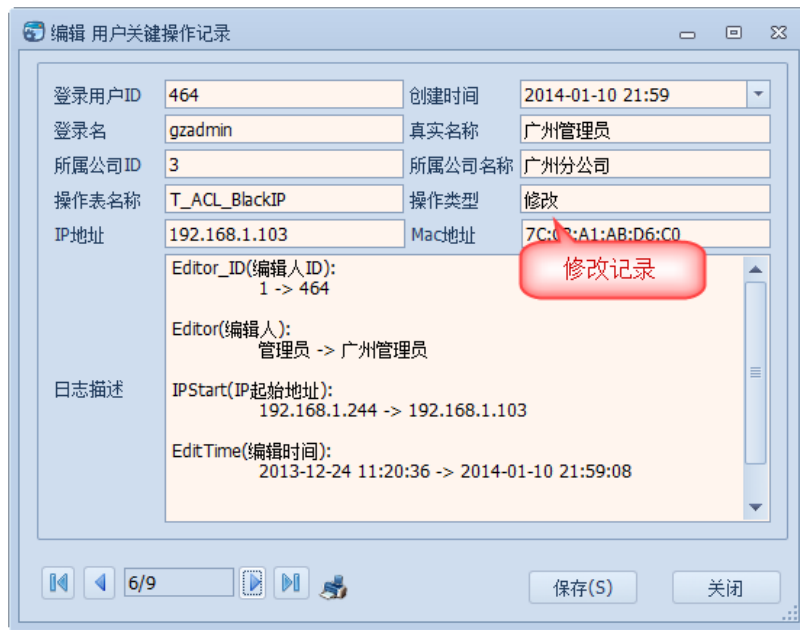 编辑 用户关键操作记录
登录用户ID 464 创建时间 2014-01-10 21:59
登录名 gzadmin 真实名称 广州管理员
所属公司ID 3 所属公司名称 广州分公司
操作表名称 T_ACL_BlackIP 操作类型 修改
IP地址 192.168.1.103 Mac地址 A1:AB:D6:C0
修改记录
Editor_ID(编辑人ID):
1 -> 464
Editor(编辑人):
管理员 -> 广州管理员
日志描述
IPStart(IP起始地址):
192.168.1.244 -> 192.168.1.103
EditTime(编辑时间):
2013-12-24 11:20:36 -> 2014-01-10 21:59:08
6/9 保存(S) 关闭